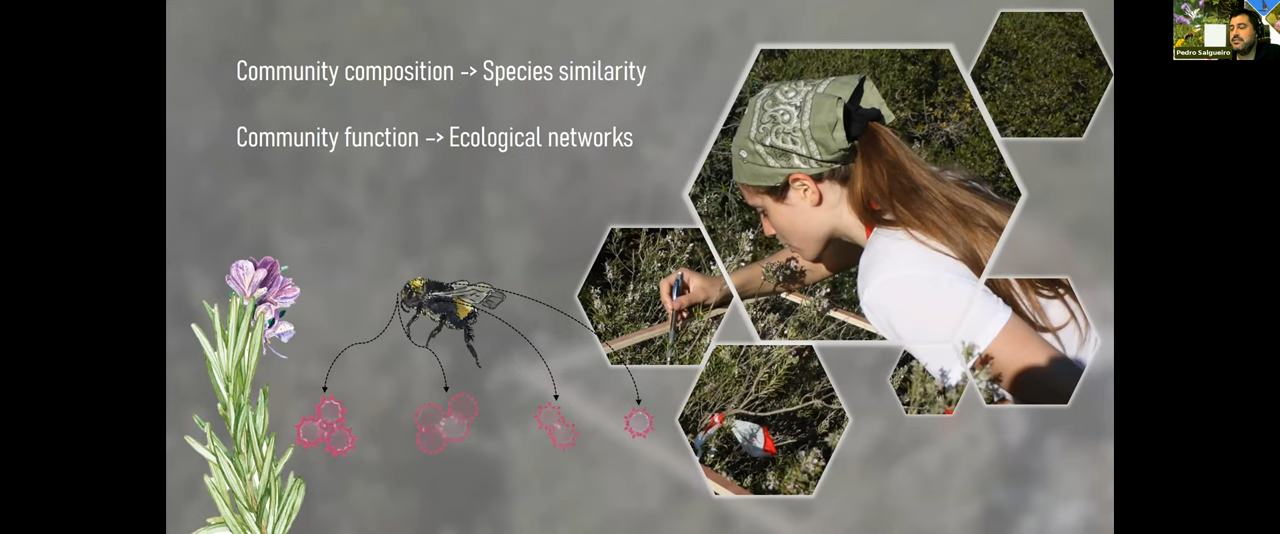 Community composition -> Species similarity
Community function -> Ecological networks
Pedro Salgueiro